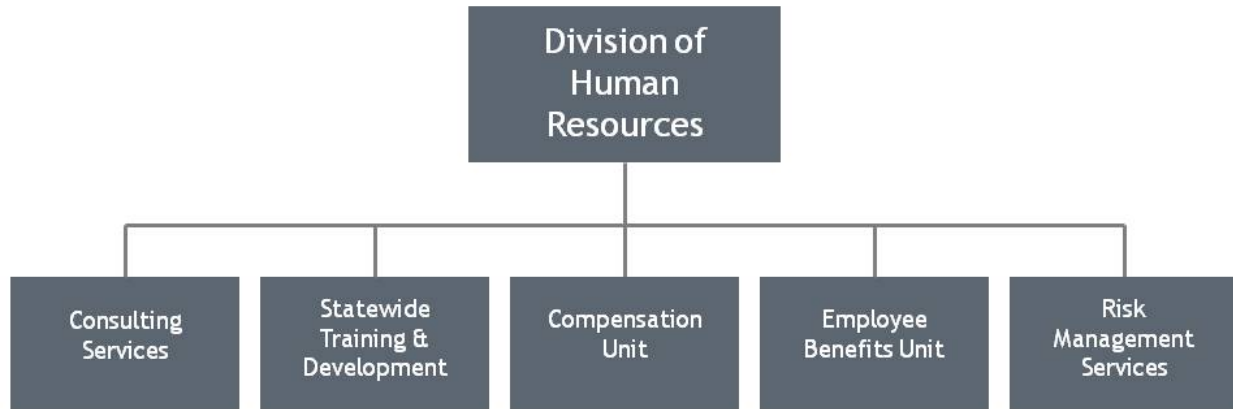 Division of
Human
Resources
Consulting
Services
Statewide
Training &
Development
Compensation
Unit
Employee
Benefits Unit
Risk
Management
Services